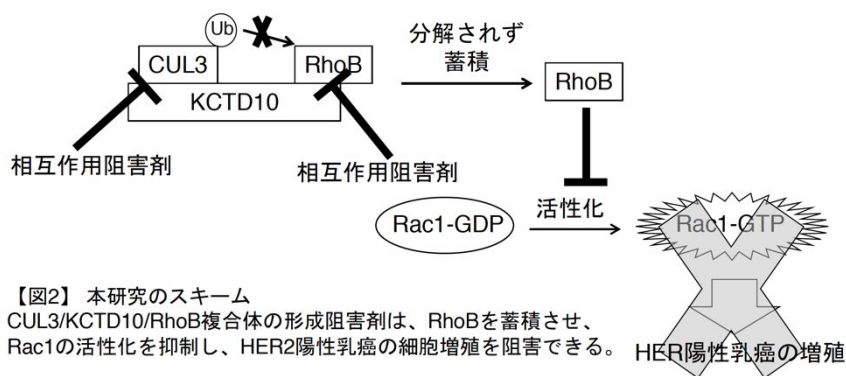 Ub
CUL3
RhoB
KCTD10
分解されず
蓄積
RhoB
相互作用阻害剤
相互作用阻害剤
Rac1-GDP
活性化
Rac1-GTP
【図2】 本研究のスキーム
CUL3/KCTD10/RhoB複合体の形成阻害剤は、RhoBを蓄積させ、
Rac1の活性化を抑制し、HER2陽性乳癌の細胞増殖を阻害できる。
HER陽性乳癌の増殖